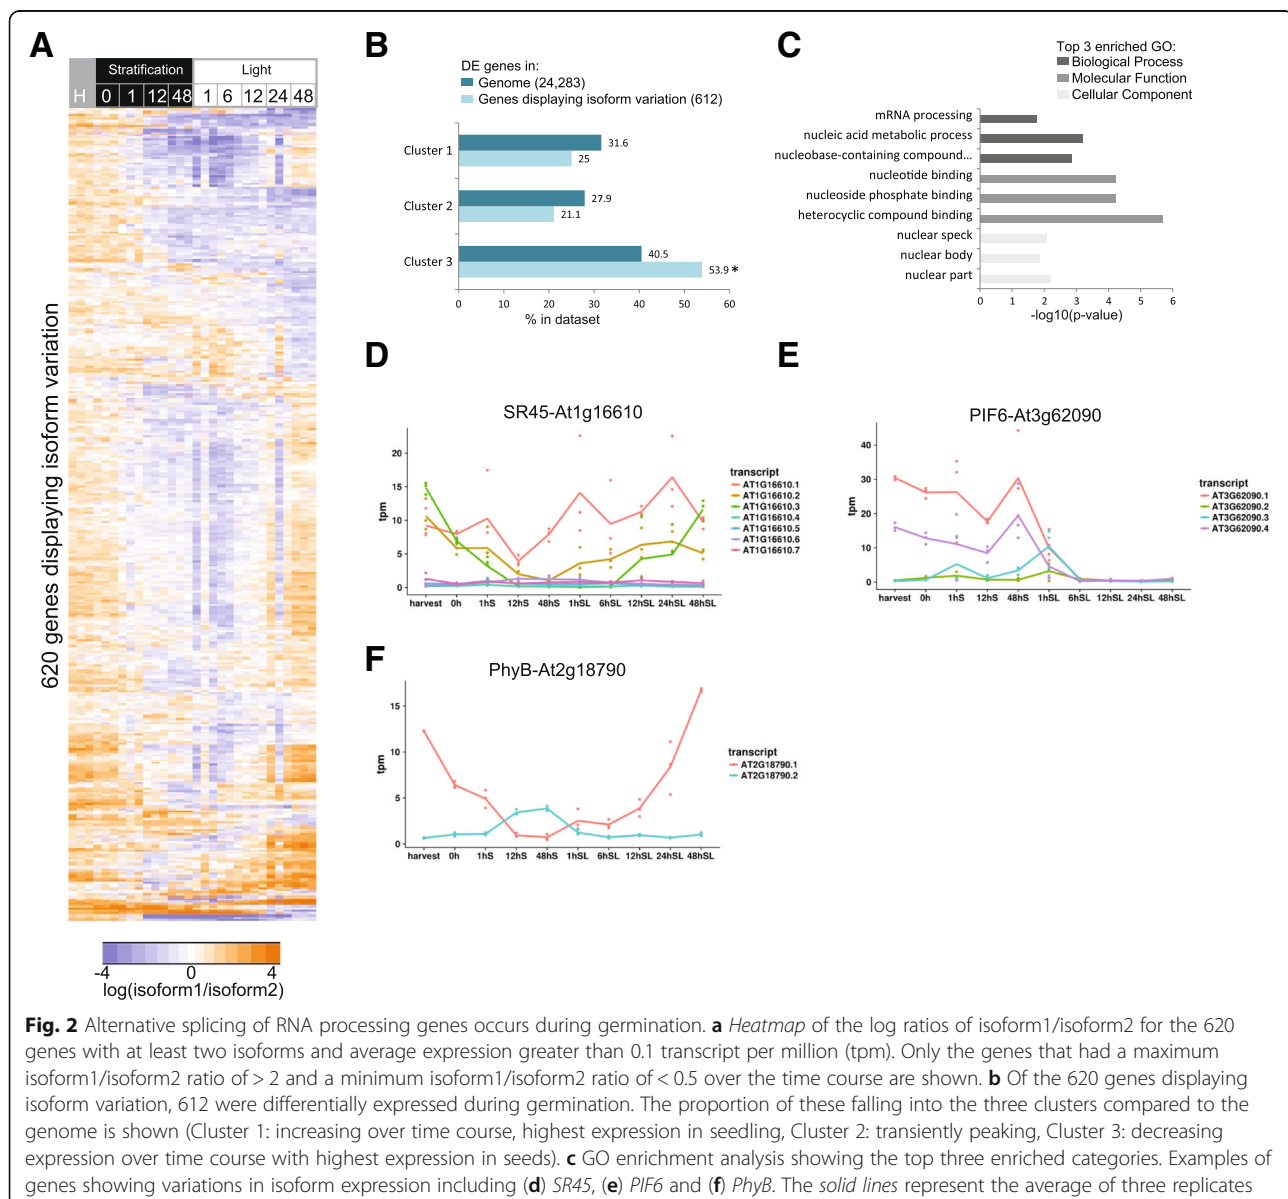 A
Stratification Light
H 0 1 12 48 1 6 12 24 48
620 genes displaying isoform variation
-4 0 4
log(isoform1/isoform2)
B
DE genes in:
Genome (24,283)
Genes displaying isoform variation (612)
Cluster 1 31.6
25
Cluster 2 27.9
21.1
Cluster 3 40.5
53.9 *
0 10 20 30 40 50 60
% in dataset
C
Top 3 enriched GO:
Biological Process
Molecular Function
Cellular Component
mRNA processing
nucleic acid metabolic process
nucleobase-containing compound...
nucleotide binding
nucleoside phosphate binding
heterocyclic compound binding
nuclear speck
nuclear body
nuclear part
0 1 2 3 4 5 6
-log10(p-value)
D
SR45-At1g16610
tpm
20
15
10
5
0
harvest 0h 1hS 12hS 48hS 1hSL 6hSL 12hSL 24hSL 48hSL
transcript
AT1G16610.1
AT1G16610.2
AT1G16610.3
AT1G16610.4
AT1G16610.5
AT1G16610.6
AT1G16610.7
E
PIF6-At3g62090
tpm
40
30
20
10
0
harvest 0h 1hS 12hS 48hS 1hSL 6hSL 12hSL 24hSL 48hSL
transcript
AT3G62090.1
AT3G62090.2
AT3G62090.3
AT3G62090.4
F
PhyB-At2g18790
tpm
15
10
5
0
harvest 0h 1hS 12hS 48hS 1hSL 6hSL 12hSL 24hSL 48hSL
transcript
AT2G18790.1
AT2G18790.2
Fig. 2 Alternative splicing of RNA processing genes occurs during germination. a Heatmap of the log ratios of isoform1/isoform2 for the 620
genes with at least two isoforms and average expression greater than 0.1 transcript per million (tpm). Only the genes that had a maximum
isoform1/isoform2 ratio of > 2 and a minimum isoform1/isoform2 ratio of < 0.5 over the time course are shown. b Of the 620 genes displaying
isoform variation, 612 were differentially expressed during germination. The proportion of these falling into the three clusters compared to the
genome is shown (Cluster 1: increasing over time course, highest expression in seedling, Cluster 2: transiently peaking, Cluster 3: decreasing
expression over time course with highest expression in seeds). c GO enrichment analysis showing the top three enriched categories. Examples of
genes showing variations in isoform expression including (d) SR45, (e) PIF6 and (f) PhyB. The solid lines represent the average of three replicates